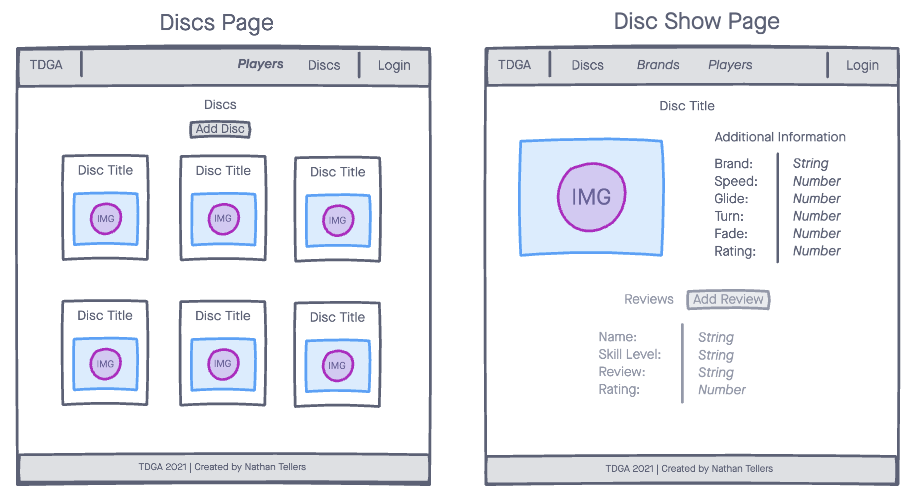 Discs Page
TDGA Players Discs Login
Discs
Add Disc
Disc Title Disc Title Disc Title
IMG IMG IMG
Disc Title Disc Title Disc Title
IMG IMG IMG
TDGA 2021 | Created by Nathan Tellers
Disc Show Page
TDGA Discs Brands Players Login
Disc Title
IMG
Additional Information
Brand: String
Speed: Number
Glide: Number
Turn: Number
Fade: Number
Rating: Number
Reviews Add Review
Name: String
Skill Level: String
Review: String
Rating: Number
TDGA 2021 | Created by Nathan Tellers